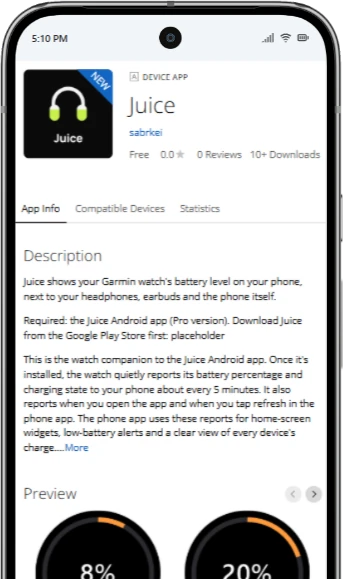 5:10 PM
NEW
Juice
A DEVICE APP
Juice
sabrkei
Free 0.0★ 0 Reviews 10+ Downloads
App Info Compatible Devices Statistics
Description
Juice shows your Garmin watch's battery level on your phone,
next to your headphones, earbuds and the phone itself.
Required: the Juice Android app (Pro version). Download Juice
from the Google Play Store first: placeholder
This is the watch companion to the Juice Android app. Once it's
installed, the watch quietly reports its battery percentage and
charging state to your phone about every 5 minutes. It also
reports when you open the app and when you tap refresh in the
phone app. The phone app uses these reports for home-screen
widgets, low-battery alerts and a clear view of every device's
charge....More
Preview
8%
20%